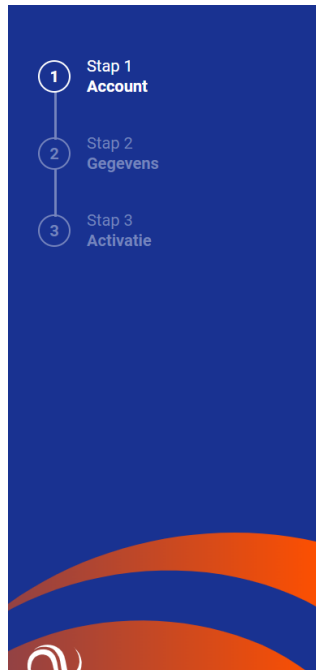 1
Stap 1
Account
2
Stap 2
Gegevens
3
Stap 3
Activatie